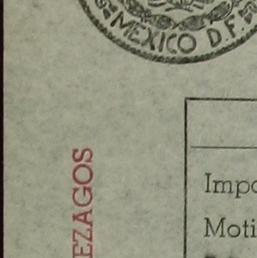 MEXICO D.F.
EZAGOS
Impo
Moti